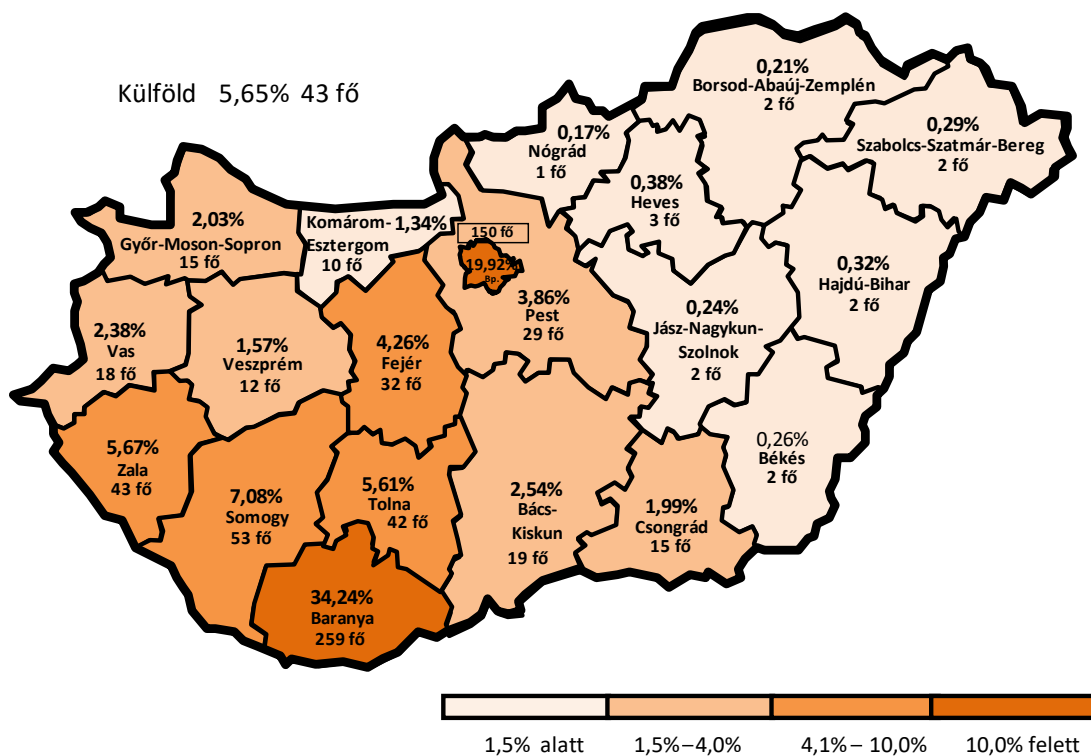 Külföld 5,65% 43 fő
0,21%
Borsod-Abaúj-Zemplén
2 fő
0,29%
Szabolcs-Szatmár-Bereg
2 fő
0,17%
Nógrád
1 fő
0,38%
Heves
3 fő
2,03%
Győr-Moson-Sopron
15 fő
Komárom- 1,34%
Esztergom
10 fő
150 fő
19,92%
Bp.
3,86%
Pest
29 fő
0,24%
Jász-Nagykun-
Szolnok
2 fő
0,32%
Hajdú-Bihar
2 fő
2,38%
Vas
18 fő
1,57%
Veszprém
12 fő
4,26%
Fejér
32 fő
5,67%
Zala
43 fő
7,08%
Somogy
53 fő
5,61%
Tolna
42 fő
2,54%
Bács-
Kiskun
19 fő
1,99%
Csongrád
15 fő
0,26%
Békés
2 fő
34,24%
Baranya
259 fő
1,5% alatt 1,5%–4,0% 4,1%–10,0% 10,0% felett